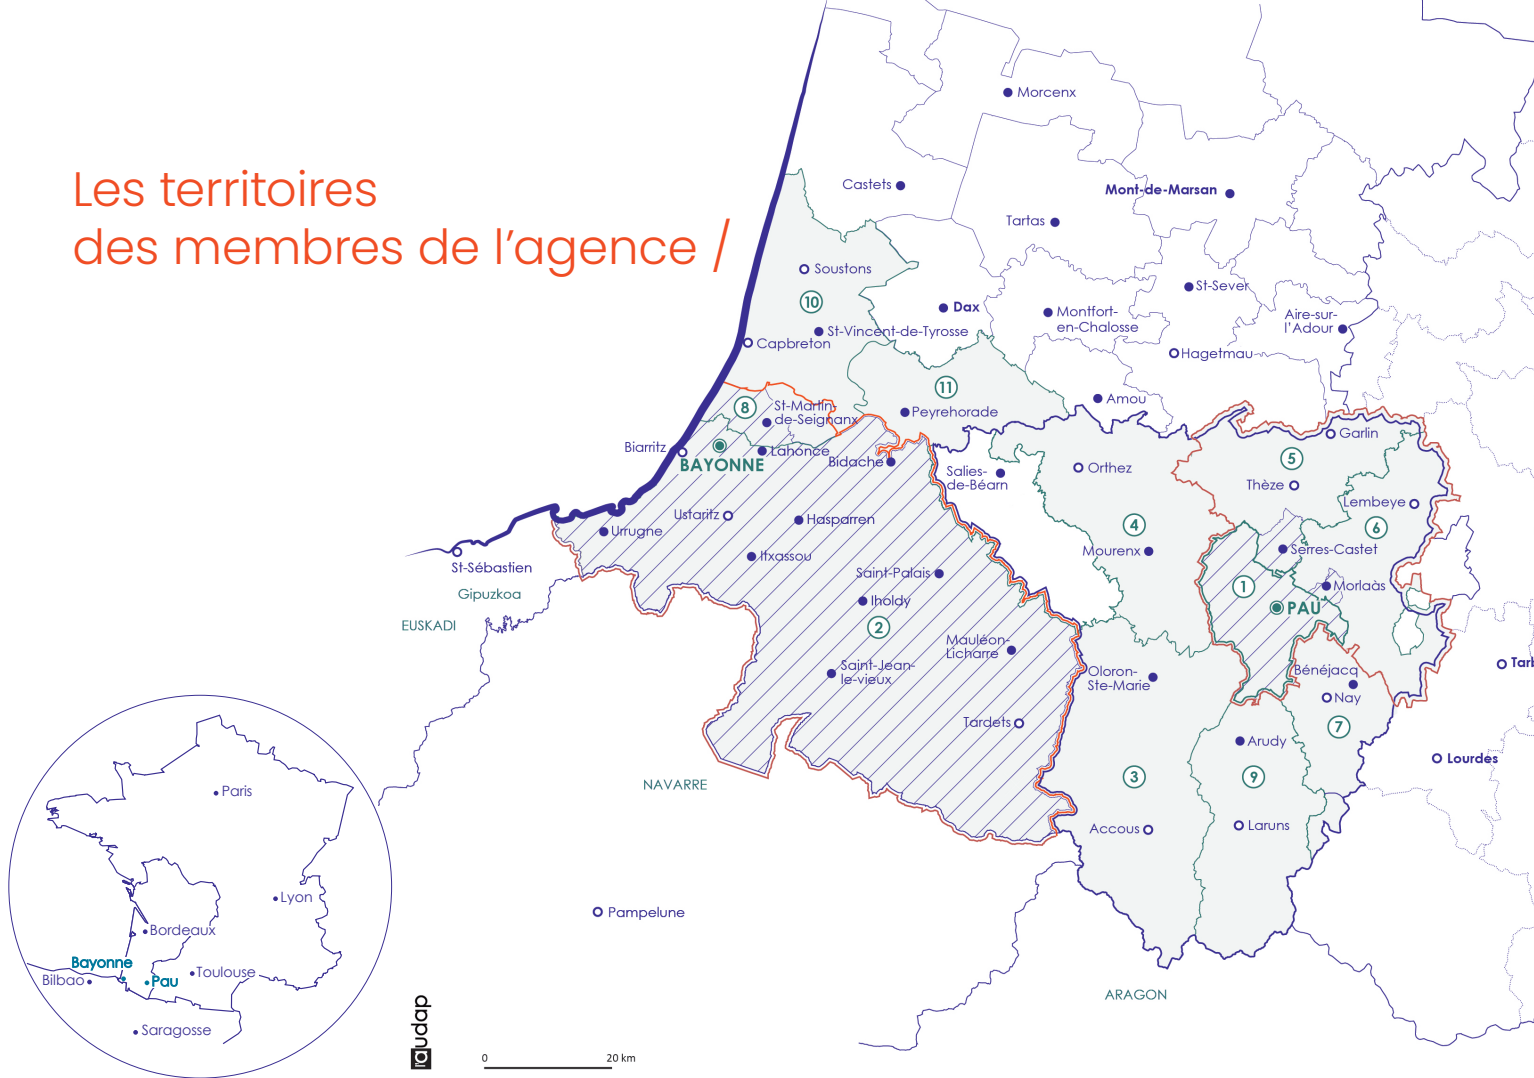 Les territoires
des membres de l'agence /
Morcenx
Castets
Mont-de-Marsan
Tartas
Soustons
10
St-Sever
Dax
Montfort-
en-Chalosse
Aire-sur-
l'Adour
St-Vincent-de-Tyrosse
Capbreton
Hagetmau
11
Amou
8
St-Martin-
de-Seignanx
Peyrehorade
Garlin
Biarritz
BAYONNE
Lahonce
Bidache
Salies-
de-Béarn
Orthez
5
Thèze
Lembeye
6
Ustaritz
Hasparren
Urrugne
4
Mourenx
Serres-Castet
Itxassou
St-Sébastien
Saint-Palais
Gipuzkoa
Iholdy
1
Morlaàs
PAU
EUSKADI
2
Mauléon-
Licharre
Saint-Jean-
le-vieux
Oloron-
Ste-Marie
Bénéjacq
Nay
Tarb
Tardets
7
Arudy
Lourdes
NAVARRE
3
9
Accous
Laruns
Pampelune
ARAGON
Paris
Lyon
Bordeaux
Bayonne
Bilbao
Pau
Toulouse
Saragosse
l'audap
0
20 km